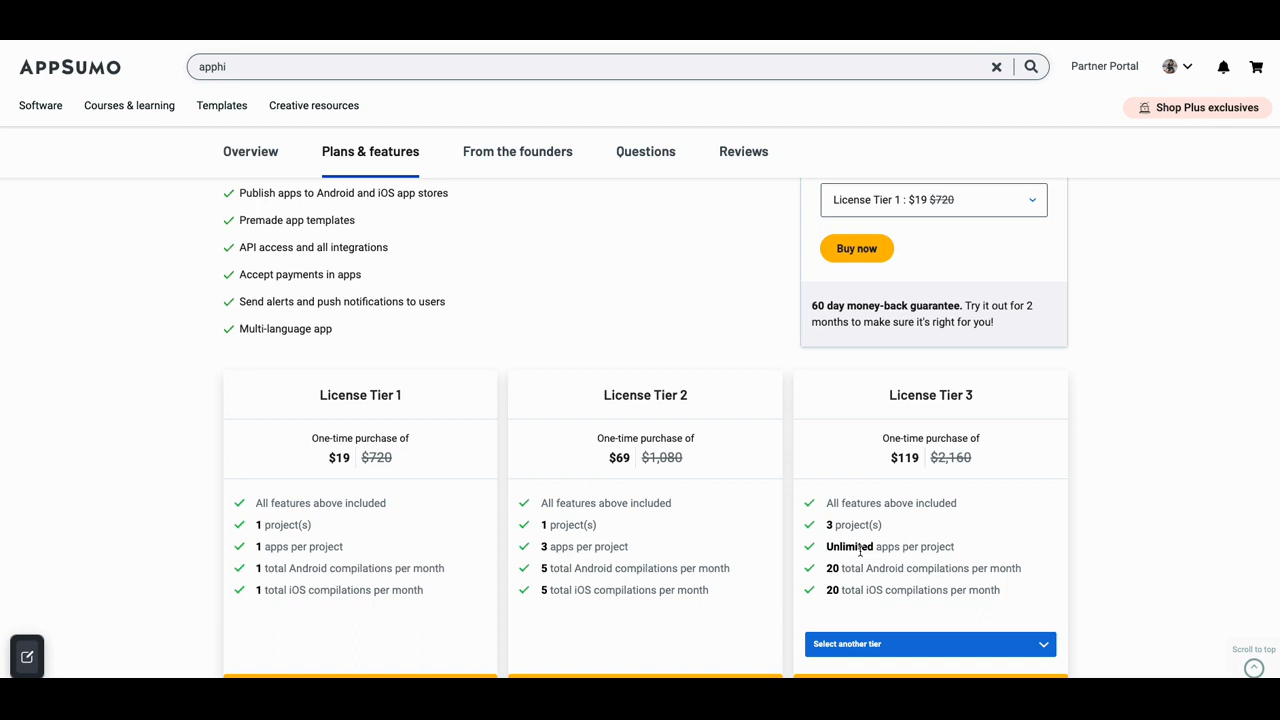 APPSUMO
apphi
Partner Portal
Software
Courses & learning
Templates
Creative resources
Shop Plus exclusives
Overview
Plans & features
From the founders
Questions
Reviews
Publish apps to Android and iOS app stores
Premade app templates
API access and all integrations
Accept payments in apps
Send alerts and push notifications to users
Multi-language app
License Tier 1 : $19 $720
Buy now
60 day money-back guarantee. Try it out for 2
months to make sure it's right for you!
License Tier 1
One-time purchase of
$19 $720
All features above included
1 project(s)
1 apps per project
1 total Android compilations per month
1 total iOS compilations per month
License Tier 2
One-time purchase of
$69 $1,080
All features above included
1 project(s)
3 apps per project
5 total Android compilations per month
5 total iOS compilations per month
License Tier 3
One-time purchase of
$119 $2,160
All features above included
3 project(s)
Unlimited apps per project
20 total Android compilations per month
20 total iOS compilations per month
Select another tier
Scroll to top